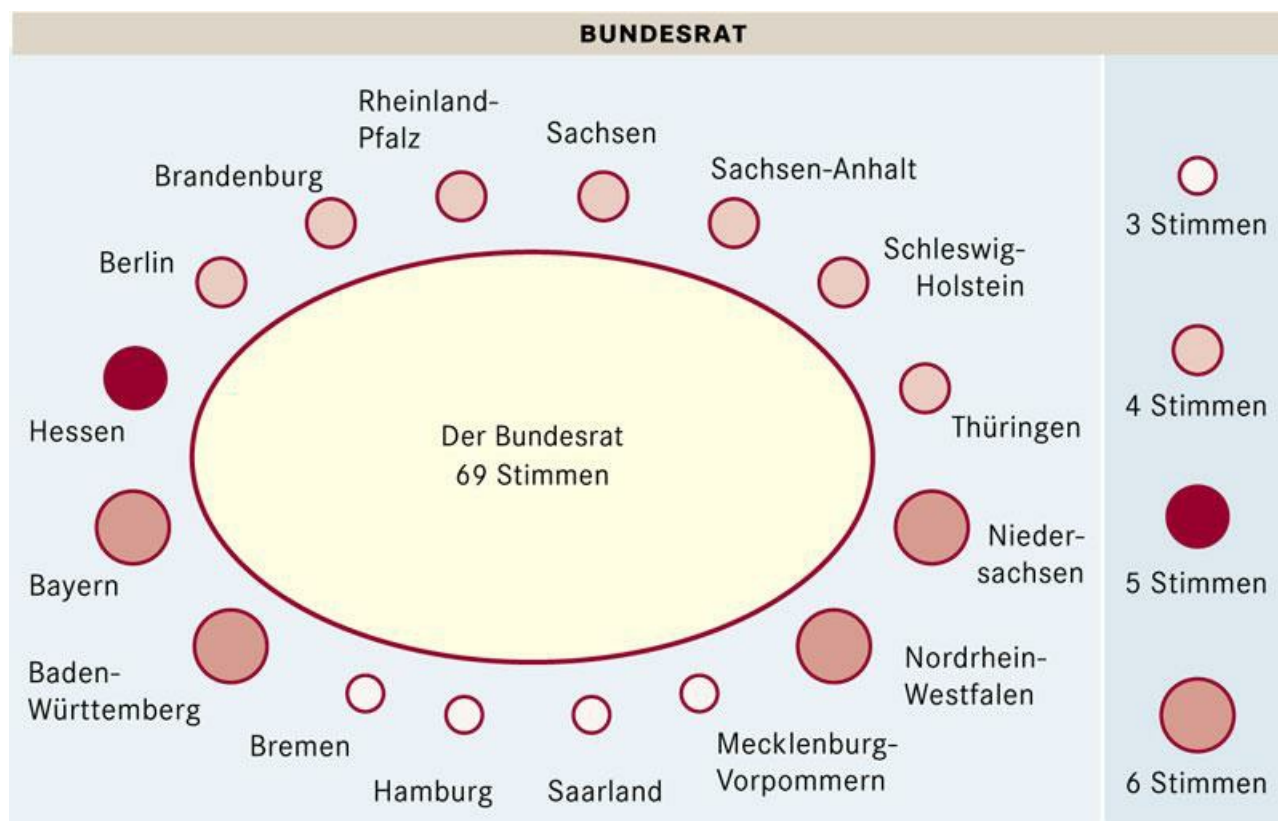 BUNDESRAT
Rheinland-
Pfalz
Sachsen
Brandenburg
Sachsen-Anhalt
Berlin
Schleswig-
Holstein
Hessen
Thüringen
Der Bundesrat
69 Stimmen
Bayern
Nieder-
sachsen
Baden-
Württemberg
Nordrhein-
Westfalen
Bremen
Mecklenburg-
Vorpommern
Hamburg
Saarland
3 Stimmen
4 Stimmen
5 Stimmen
6 Stimmen